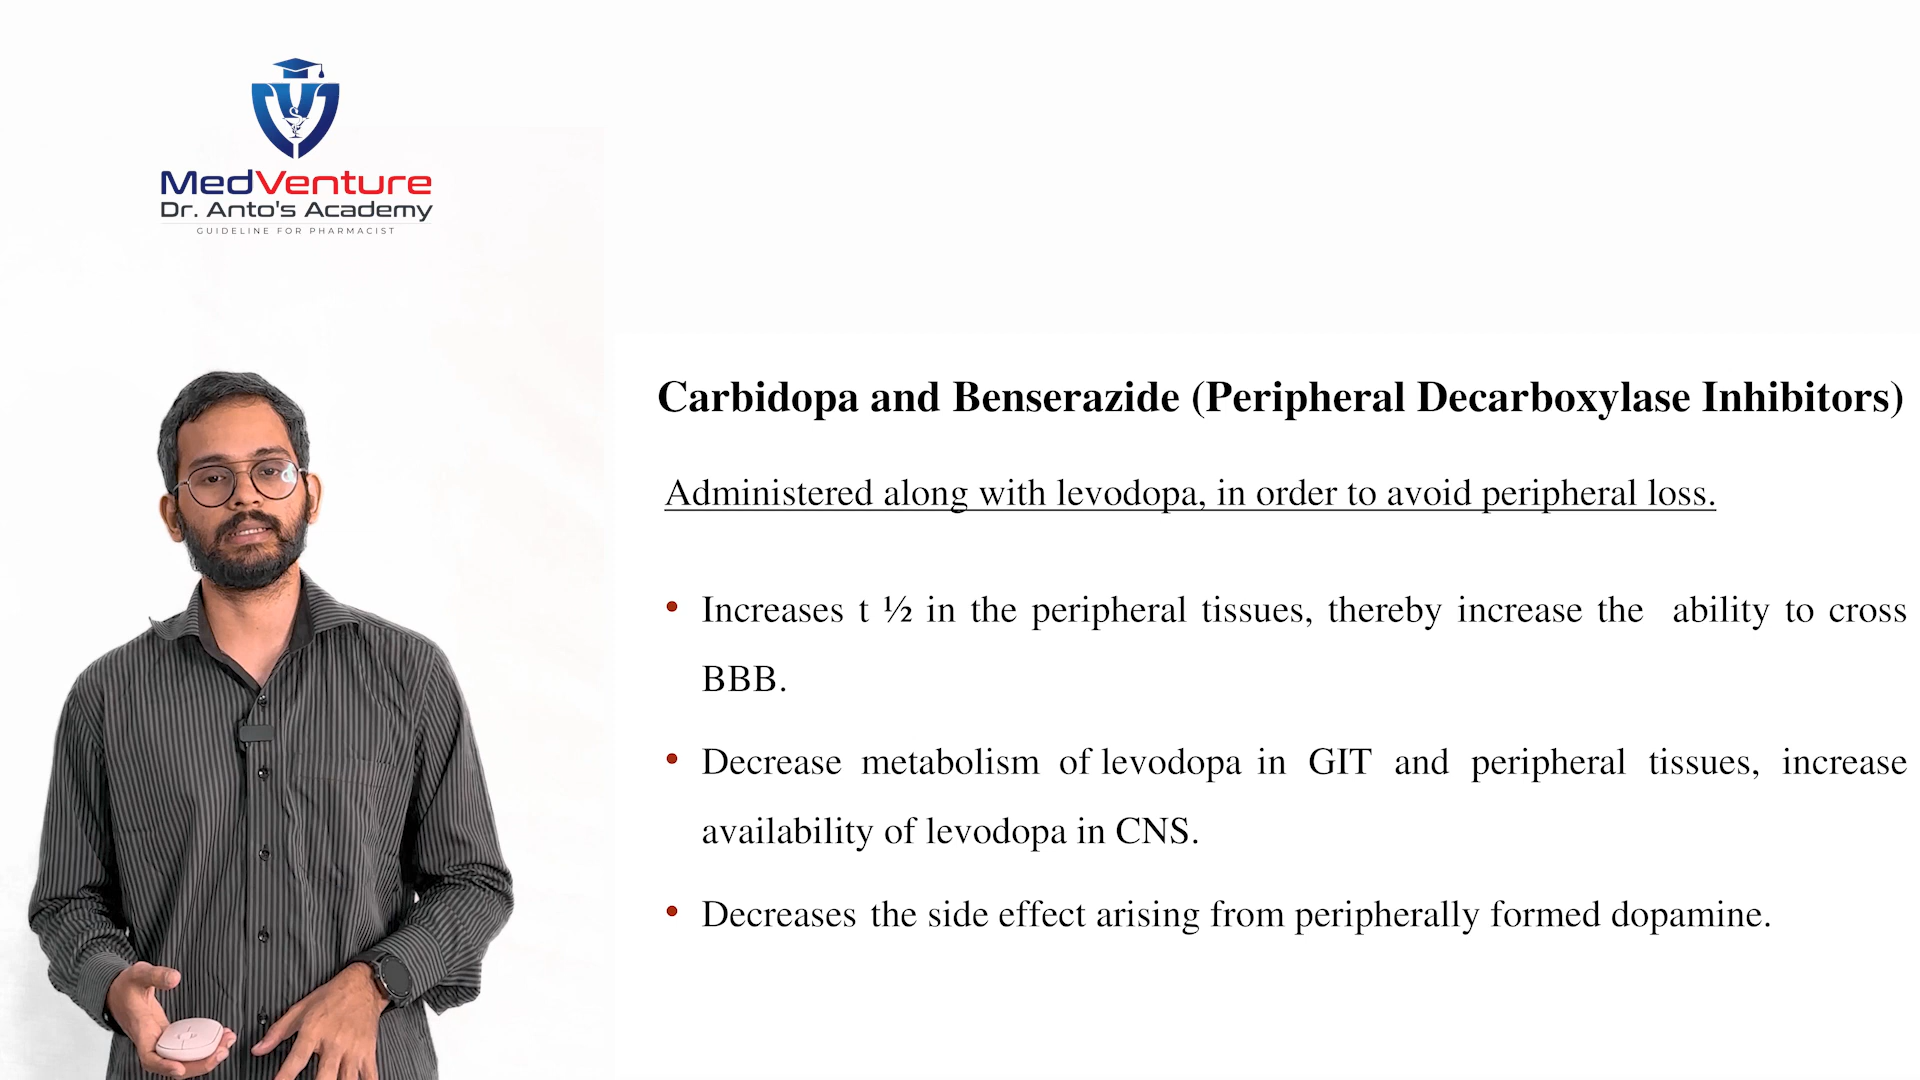 MedVenture
Dr. Anto's Academy
GUIDELINE FOR PHARMACIST
Carbidopa and Benserazide (Peripheral Decarboxylase Inhibitors)
Administered along with levodopa, in order to avoid peripheral loss.
• Increases t ½ in the peripheral tissues, thereby increase the ability to cross
BBB.
• Decrease metabolism of levodopa in GIT and peripheral tissues, increase
availability of levodopa in CNS.
• Decreases the side effect arising from peripherally formed dopamine.